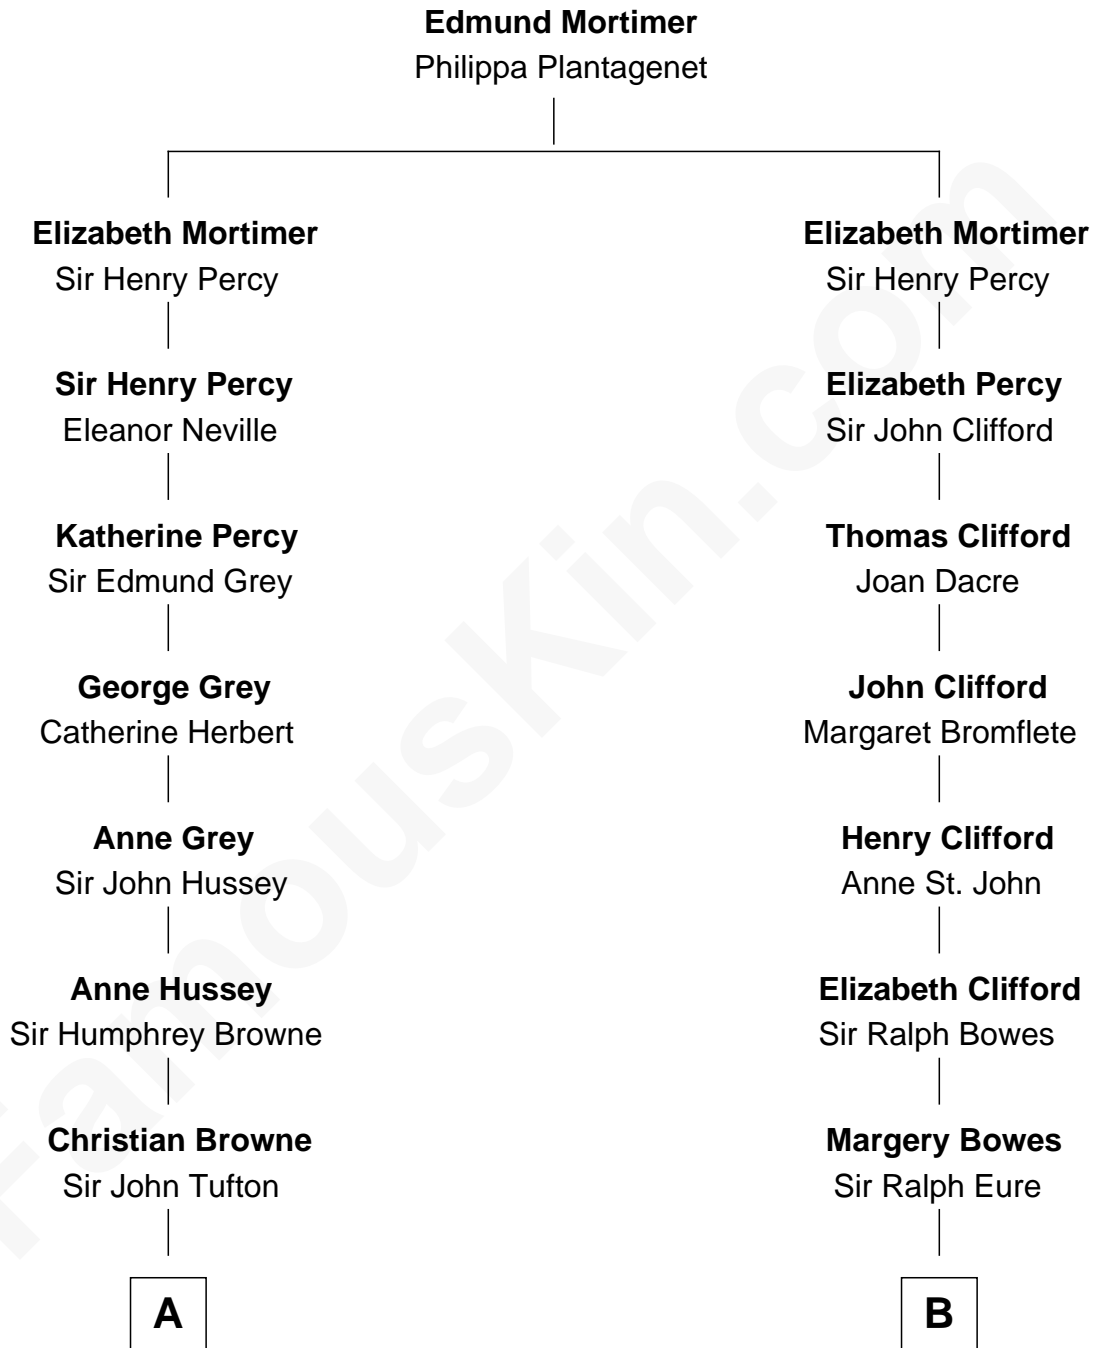 Edmund Mortimer
Philippa Plantagenet
Elizabeth Mortimer
Sir Henry Percy
Sir Henry Percy
Eleanor Neville
Katherine Percy
Sir Edmund Grey
George Grey
Catherine Herbert
Anne Grey
Sir John Hussey
Anne Hussey
Sir Humphrey Browne
Christian Browne
Sir John Tufton
A
Elizabeth Mortimer
Sir Henry Percy
Elizabeth Percy
Sir John Clifford
Thomas Clifford
Joan Dacre
John Clifford
Margaret Bromflete
Henry Clifford
Anne St. John
Elizabeth Clifford
Sir Ralph Bowes
Margery Bowes
Sir Ralph Eure
B
FamousKin.com